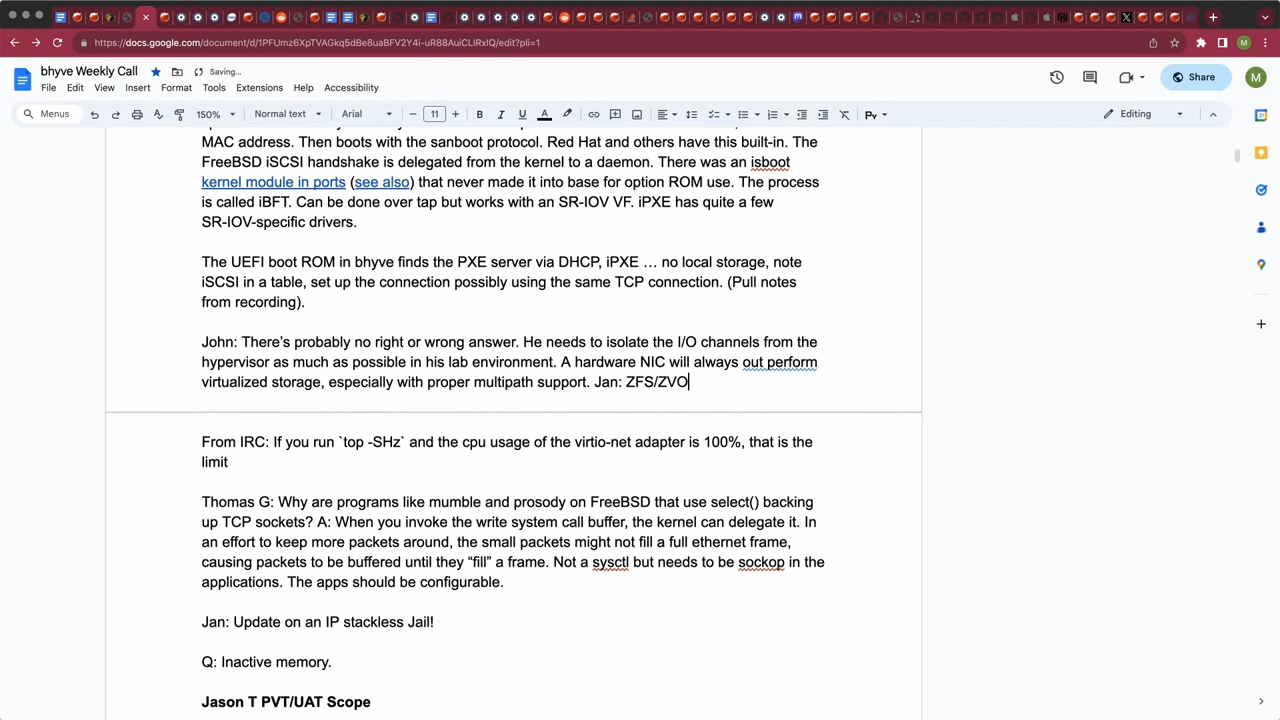 https://docs.google.com/document/d/1PFUmz6XpTVAGkq5dBe8uaBFV2Y4i-uR88AuiCLIRxIQ/edit?pli=1
M
bhyve Weekly Call
Saving...
File Edit View Insert Format Tools Extensions Help Accessibility
Share
M
Menus
150%
Normal text
Arial
11
Editing
MAC address. Then boots with the sanboot protocol. Red Hat and others have this built-in. The
FreeBSD iSCSI handshake is delegated from the kernel to a daemon. There was an isboot
kernel module in ports (see also) that never made it into base for option ROM use. The process
is called iBFT. Can be done over tap but works with an SR-IOV VF. iPXE has quite a few
SR-IOV-specific drivers.
The UEFI boot ROM in bhyve finds the PXE server via DHCP, iPXE … no local storage, note
iSCSI in a table, set up the connection possibly using the same TCP connection. (Pull notes
from recording).
John: There’s probably no right or wrong answer. He needs to isolate the I/O channels from the
hypervisor as much as possible in his lab environment. A hardware NIC will always out perform
virtualized storage, especially with proper multipath support. Jan: ZFS/ZVO
From IRC: If you run `top -SHz` and the cpu usage of the virtio-net adapter is 100%, that is the
limit
Thomas G: Why are programs like mumble and prosody on FreeBSD that use select() backing
up TCP sockets? A: When you invoke the write system call buffer, the kernel can delegate it. In
an effort to keep more packets around, the small packets might not fill a full ethernet frame,
causing packets to be buffered until they “fill” a frame. Not a sysctl but needs to be sockop in the
applications. The apps should be configurable.
Jan: Update on an IP stackless Jail!
Q: Inactive memory.
Jason T PVT/UAT Scope